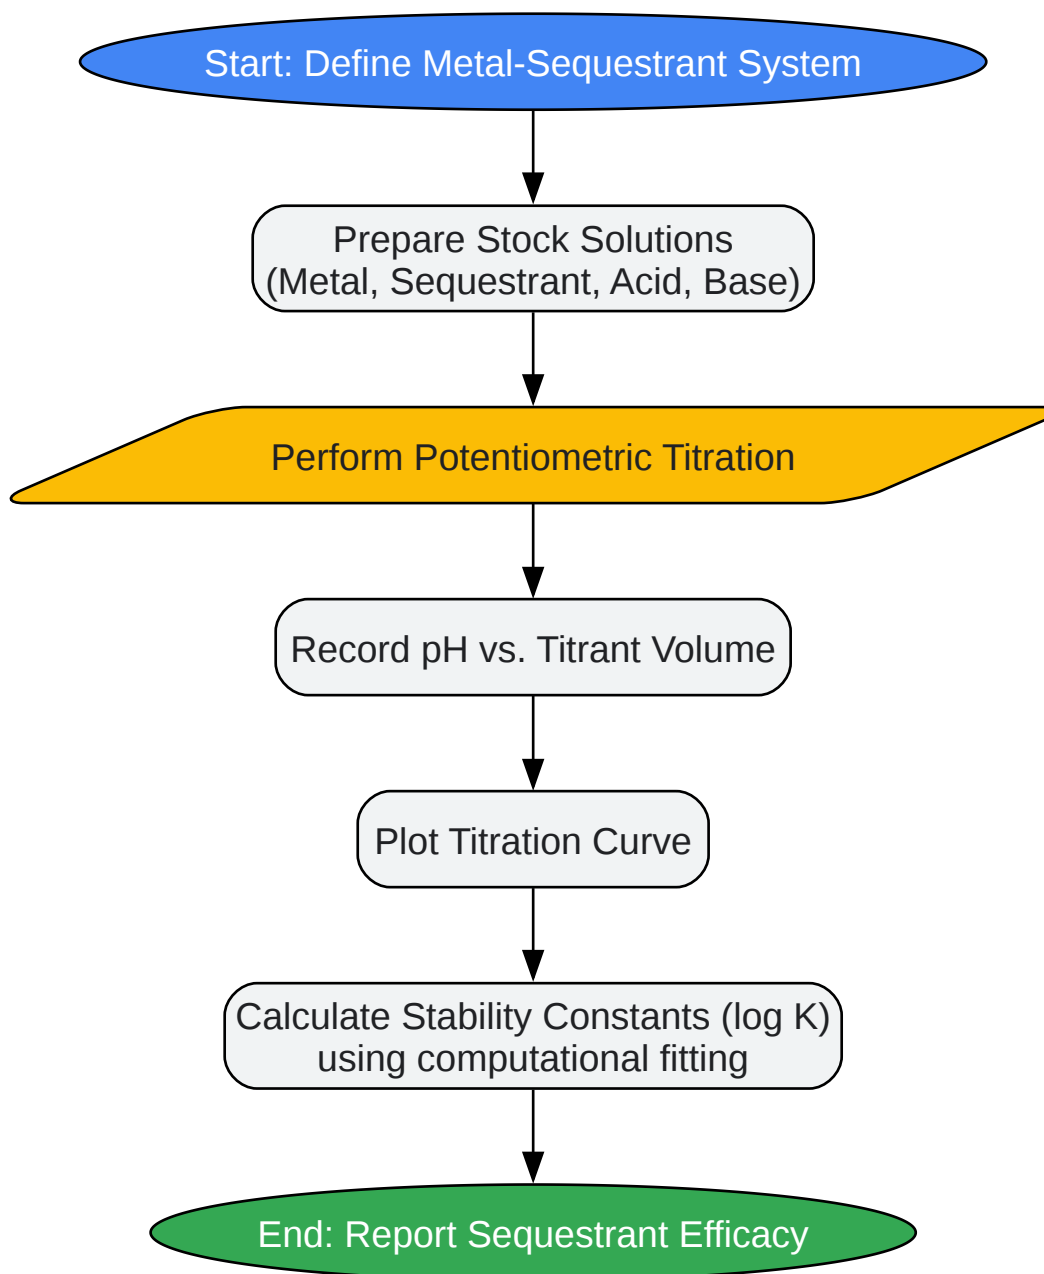 Start: Define Metal-Sequestrant System
Prepare Stock Solutions
(Metal, Sequestrant, Acid, Base)
Perform Potentiometric Titration
Record pH vs. Titrant Volume
Plot Titration Curve
Calculate Stability Constants (log K)
using computational fitting
End: Report Sequestrant Efficacy